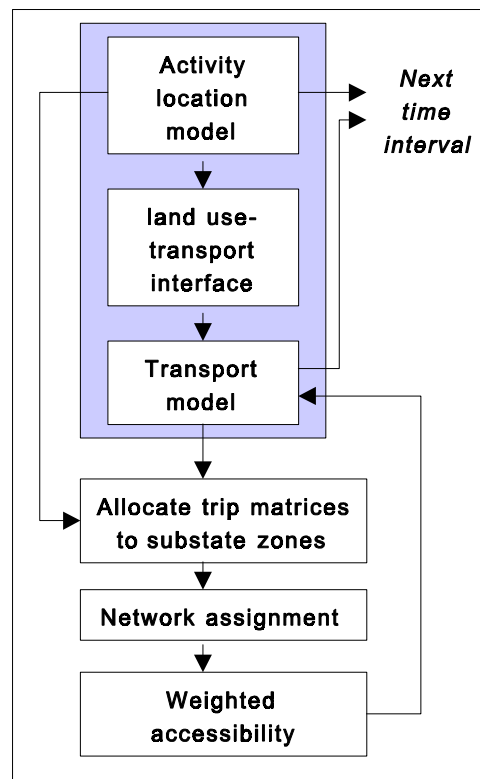 Activity
location
model
Next
time
interval
land use-
transport
interface
Transport
model
Allocate trip matrices
to substate zones
Network assignment
Weighted
accessibility